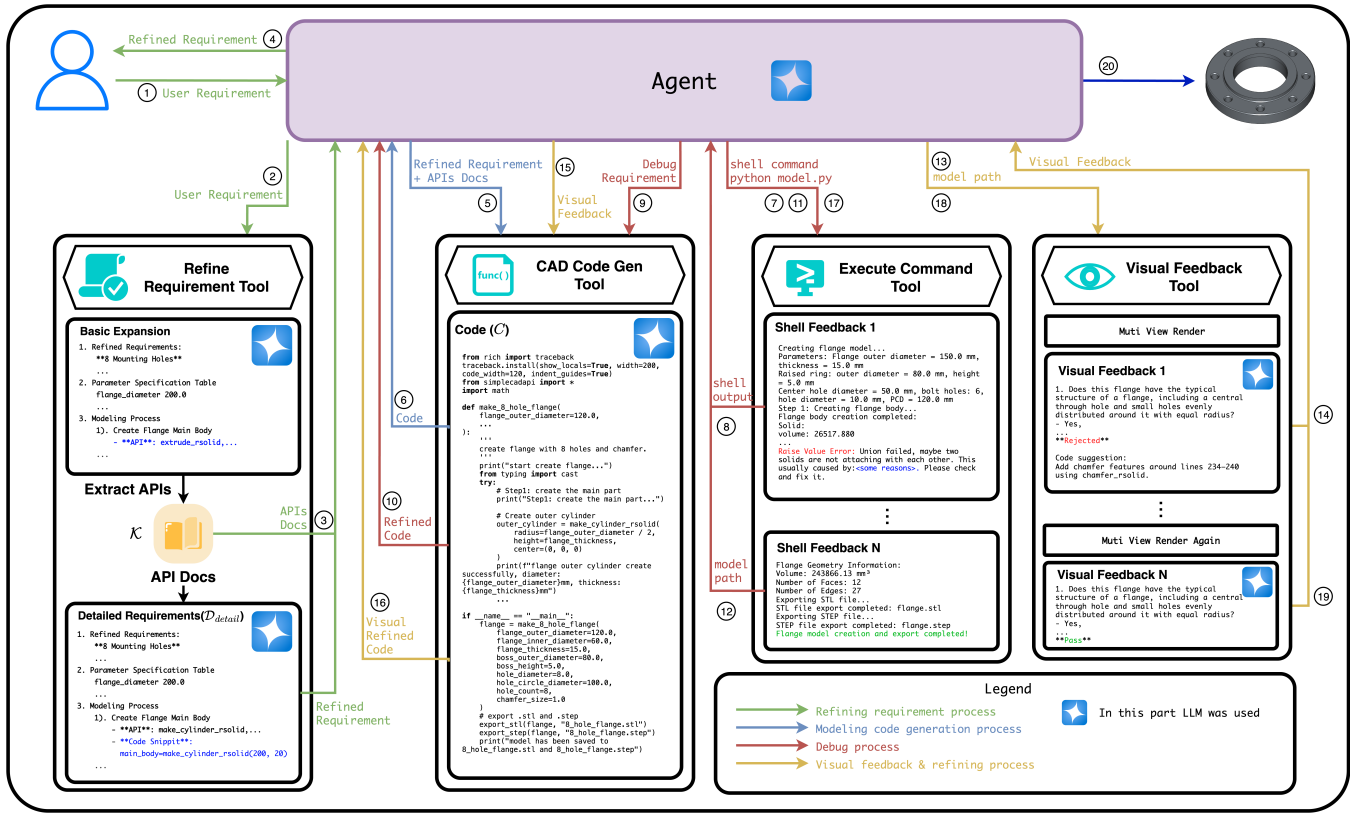 Refined Requirement 4
1 User Requirement
Agent
20
2
User Requirement
Refined Requirement
+ APIs Docs
5
15
Visual
Feedback
Debug
Requirement
9
shell command
python model.py
7 11 17
13
model path
18
Visual Feedback
Refine
Requirement Tool
Basic Expansion
1. Refined Requirements:
**8 Mounting Holes**
...
2. Parameter Specification Table
flange_diameter 200.0
...
3. Modeling Process
1). Create Flange Main Body
- **API**: extrude_rsolid,...
...
Extract APIs
K
APIs
Docs
3
API Docs
Detailed Requirements(D_detail)
1. Refined Requirements:
**8 Mounting Holes**
...
2. Parameter Specification Table
flange_diameter 200.0
...
3. Modeling Process
1). Create Flange Main Body
- **API**: make_cylinder_rsolid,...
- **Code Snippit**:
main_body=make_cylinder_rsolid(200, 20)
...
Refined
Requirement
6
Code
10
Refined
Code
16
Visual
Refined
Code
func()
CAD Code Gen
Tool
Code (C)
from rich import traceback
traceback.install(show_locals=True, width=200,
code_width=120, indent_guides=True)
from simplecadapi import *
import math
def make_8_hole_flange(
flange_outer_diameter=120.0,
...
):
'''
create flange with 8 holes and chamfer.
'''
print("start create flange...")
from typing import cast
try:
# Step1: create the main part
print("Step1: create the main part...")
# Create outer cylinder
outer_cylinder = make_cylinder_rsolid(
radius=flange_outer_diameter / 2,
height=flange_thickness,
center=(0, 0, 0)
)
print(f"flange outer cylinder create
successfully, diameter:
{flange_outer_diameter}mm, thickness:
{flange_thickness}mm")
...
if __name__ == "__main__":
flange = make_8_hole_flange(
flange_outer_diameter=120.0,
flange_inner_diameter=60.0,
flange_thickness=15.0,
boss_outer_diameter=80.0,
boss_height=5.0,
hole_diameter=8.0,
hole_circle_diameter=100.0,
hole_count=8,
chamfer_size=1.0
)
# export .stl and .step
export_stl(flange, "8_hole_flange.stl")
export_step(flange, "8_hole_flange.step")
print("model has been saved to
8_hole_flange.stl and 8_hole_flange.step")
shell
output
8
model
path
12
Execute Command
Tool
Shell Feedback 1
Creating flange model...
Parameters: Flange outer diameter = 150.0 mm,
thickness = 15.0 mm
Raised ring: outer diameter = 80.0 mm, height
= 5.0 mm
Center hole diameter = 50.0 mm, bolt holes: 6,
hole diameter = 10.0 mm, PCD = 120.0 mm
Step 1: Creating flange body...
Flange body creation completed:
Solid:
volume: 26517.880
...
Raise Value Error: Union failed, maybe two
solids are not attaching with each other. This
usually caused by:<some reasons>. Please check
and fix it.
⋮
Shell Feedback N
Flange Geometry Information:
Volume: 243866.13 mm³
Number of Faces: 12
Number of Edges: 27
Exporting STL file...
STL file export completed: flange.stl
Exporting STEP file...
STEP file export completed: flange.step
Flange model creation and export completed!
Visual Feedback
Tool
Muti View Render
Visual Feedback 1
1. Does this flange have the typical
structure of a flange, including a central
through hole and small holes evenly
distributed around it with equal radius?
- Yes,
...
**Rejected**
Code suggestion:
Add chamfer features around lines 234-240
using chamfer_rsolid.
⋮
Muti View Render Again
Visual Feedback N
1. Does this flange have the typical
structure of a flange, including a central
through hole and small holes evenly
distributed around it with equal radius?
- Yes,
...
**Pass**
14
19
Legend
Refining requirement process
Modeling code generation process
Debug process
Visual feedback & refining process
In this part LLM was used